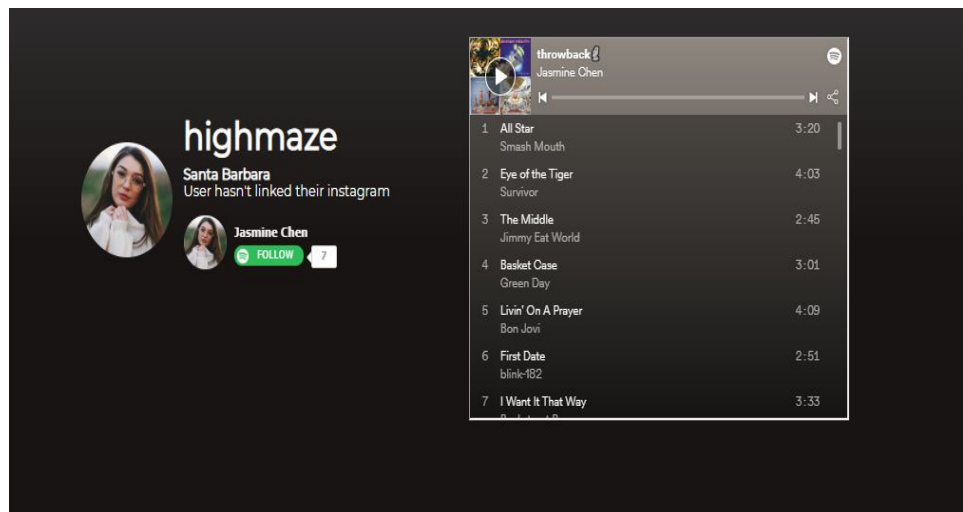 highmaze
Santa Barbara
User hasn't linked their instagram
Jasmine Chen
FOLLOW
7
throwback
Jasmine Chen
1 All Star 3:20
Smash Mouth
2 Eye of the Tiger 4:03
Survivor
3 The Middle 2:45
Jimmy Eat World
4 Basket Case 3:01
Green Day
5 Livin' On A Prayer 4:09
Bon Jovi
6 First Date 2:51
blink-182
7 I Want It That Way 3:33